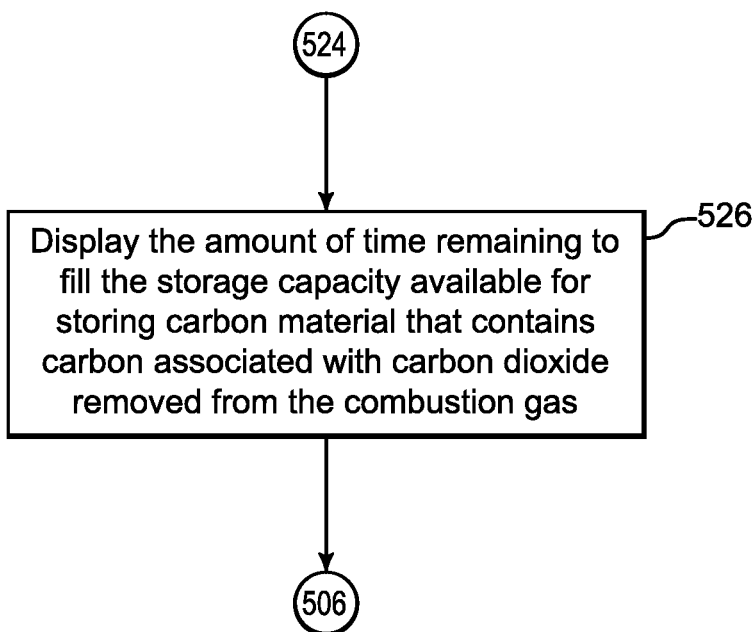 524
526
Display the amount of time remaining to
fill the storage capacity available for
storing carbon material that contains
carbon associated with carbon dioxide
removed from the combustion gas
506